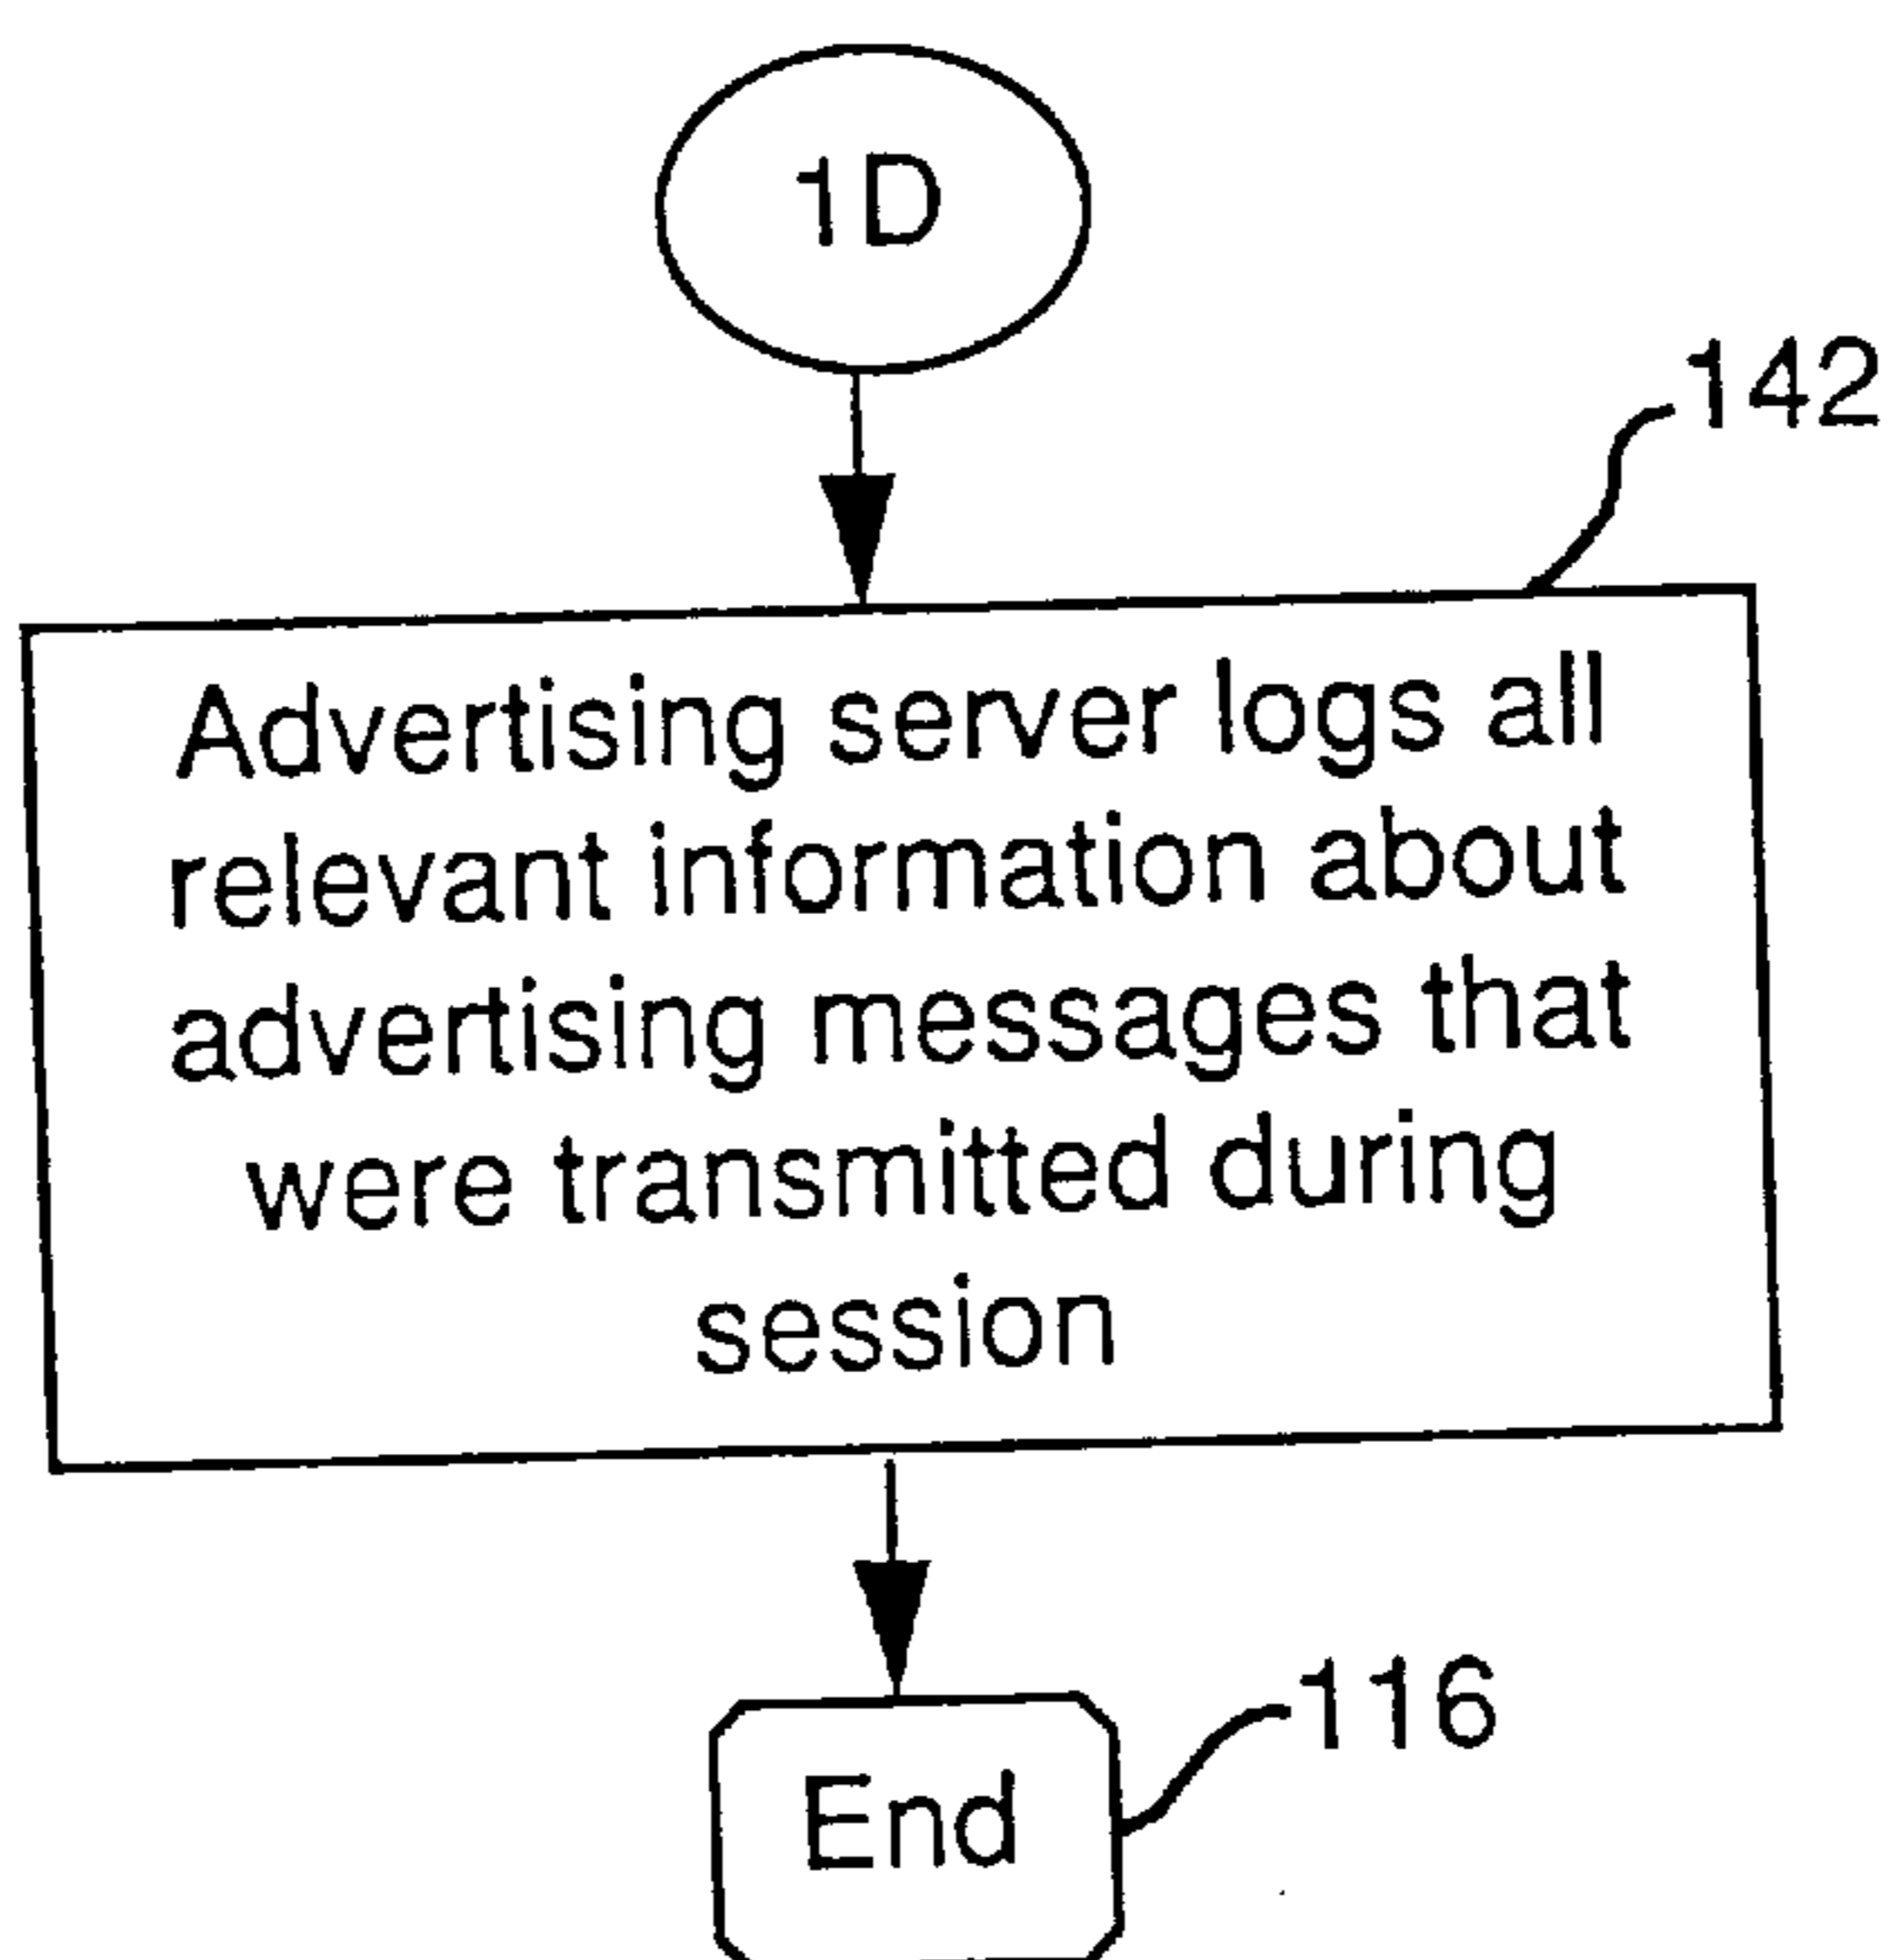 1D
142
Advertising server logs all
relevant information about
advertising messages that
were transmitted during
session
116
End